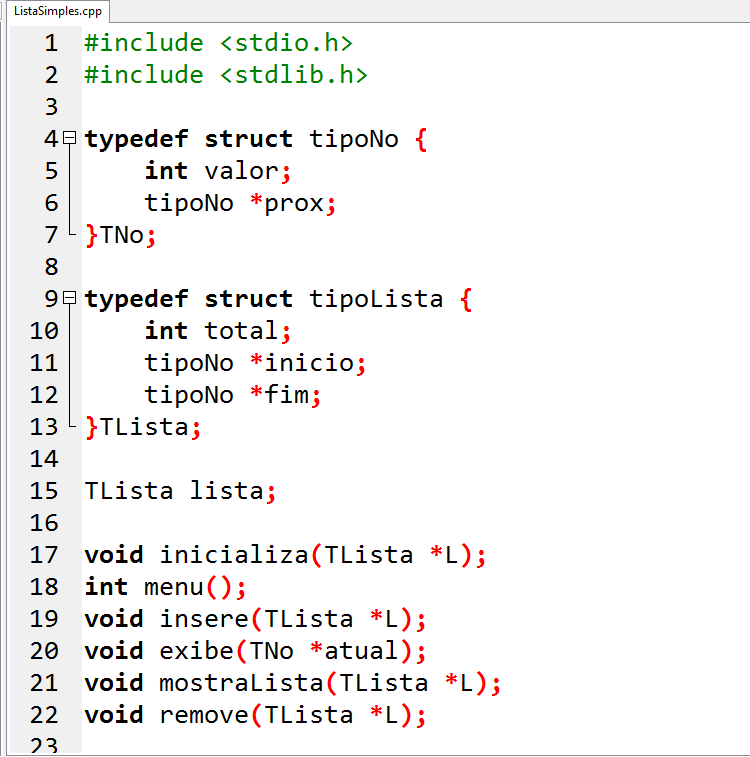 ListaSimples.cpp
1 #include <stdio.h>
2 #include <stdlib.h>
3
4 typedef struct tipoNo {
5     int valor;
6     tipoNo *prox;
7 }TNo;
8
9 typedef struct tipoLista {
10     int total;
11     tipoNo *inicio;
12     tipoNo *fim;
13 }TLista;
14
15 TLista lista;
16
17 void inicializa(TLista *L);
18 int menu();
19 void insere(TLista *L);
20 void exibe(TNo *atual);
21 void mostraLista(TLista *L);
22 void remove(TLista *L);
23